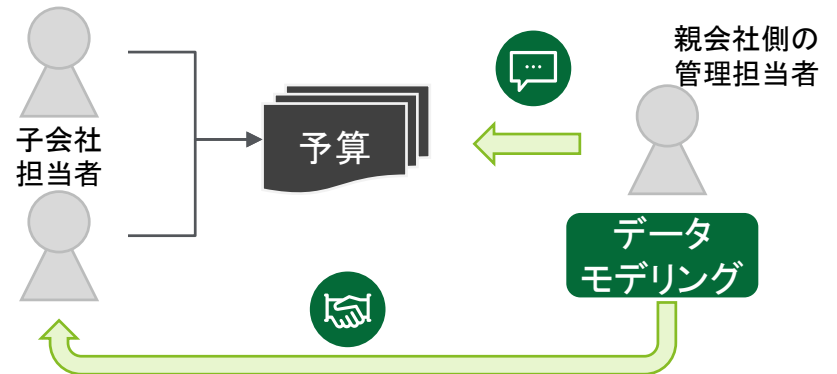 親会社側の
管理担当者
子会社
担当者
予算
データ
モデリング